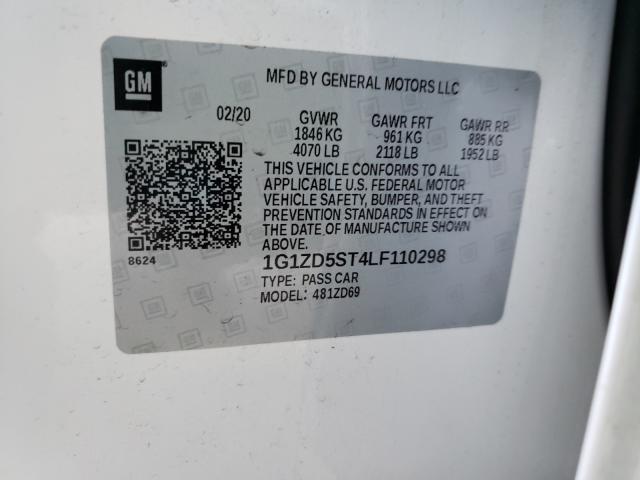 GM
MFD BY GENERAL MOTORS LLC
02/20 GVWR GAWR FRT GAWR RR
1846 KG 961 KG 885 KG
4070 LB 2118 LB 1952 LB
THIS VEHICLE CONFORMS TO ALL
APPLICABLE U.S. FEDERAL MOTOR
VEHICLE SAFETY, BUMPER, AND THEFT
PREVENTION STANDARDS IN EFFECT ON
THE DATE OF MANUFACTURE SHOWN
ABOVE.
8624
1G1ZD5ST4LF110298
TYPE: PASS CAR
MODEL: 481ZD69